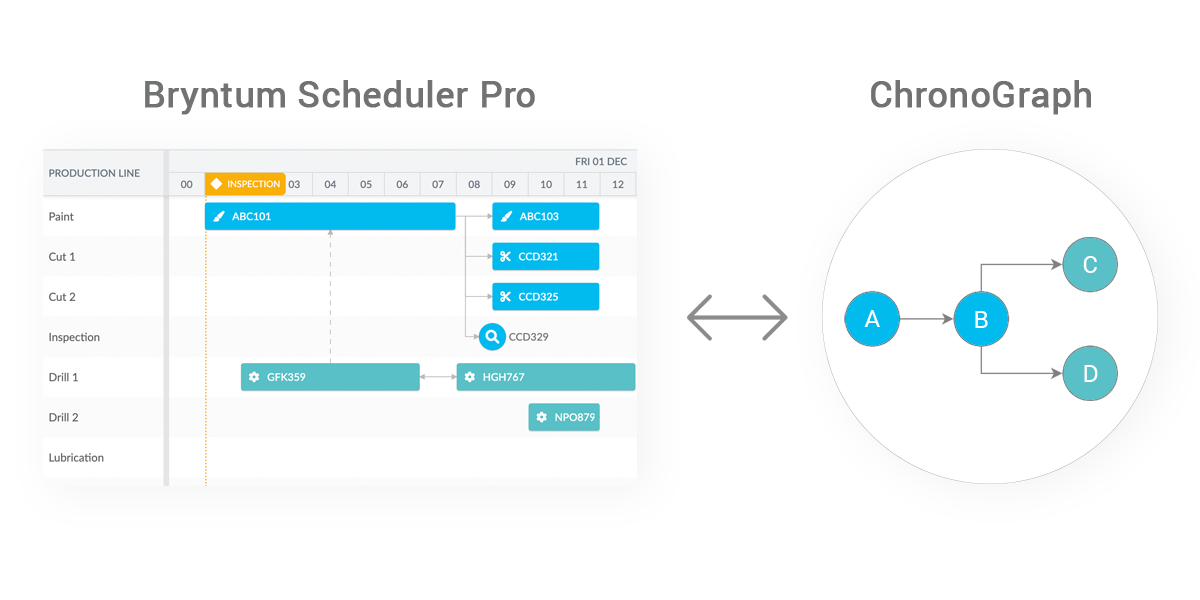 Bryntum Scheduler Pro
ChronoGraph
PRODUCTION LINE
FRI 01 DEC
00 INSPECTION 03 04 05 06 07 08 09 10 11 12
Paint ABC101 ABC103
Cut 1 CCD321
Cut 2 CCD325
Inspection CCD329
Drill 1 GFK359 HGH767
Drill 2 NPO879
Lubrication
C
A B
D